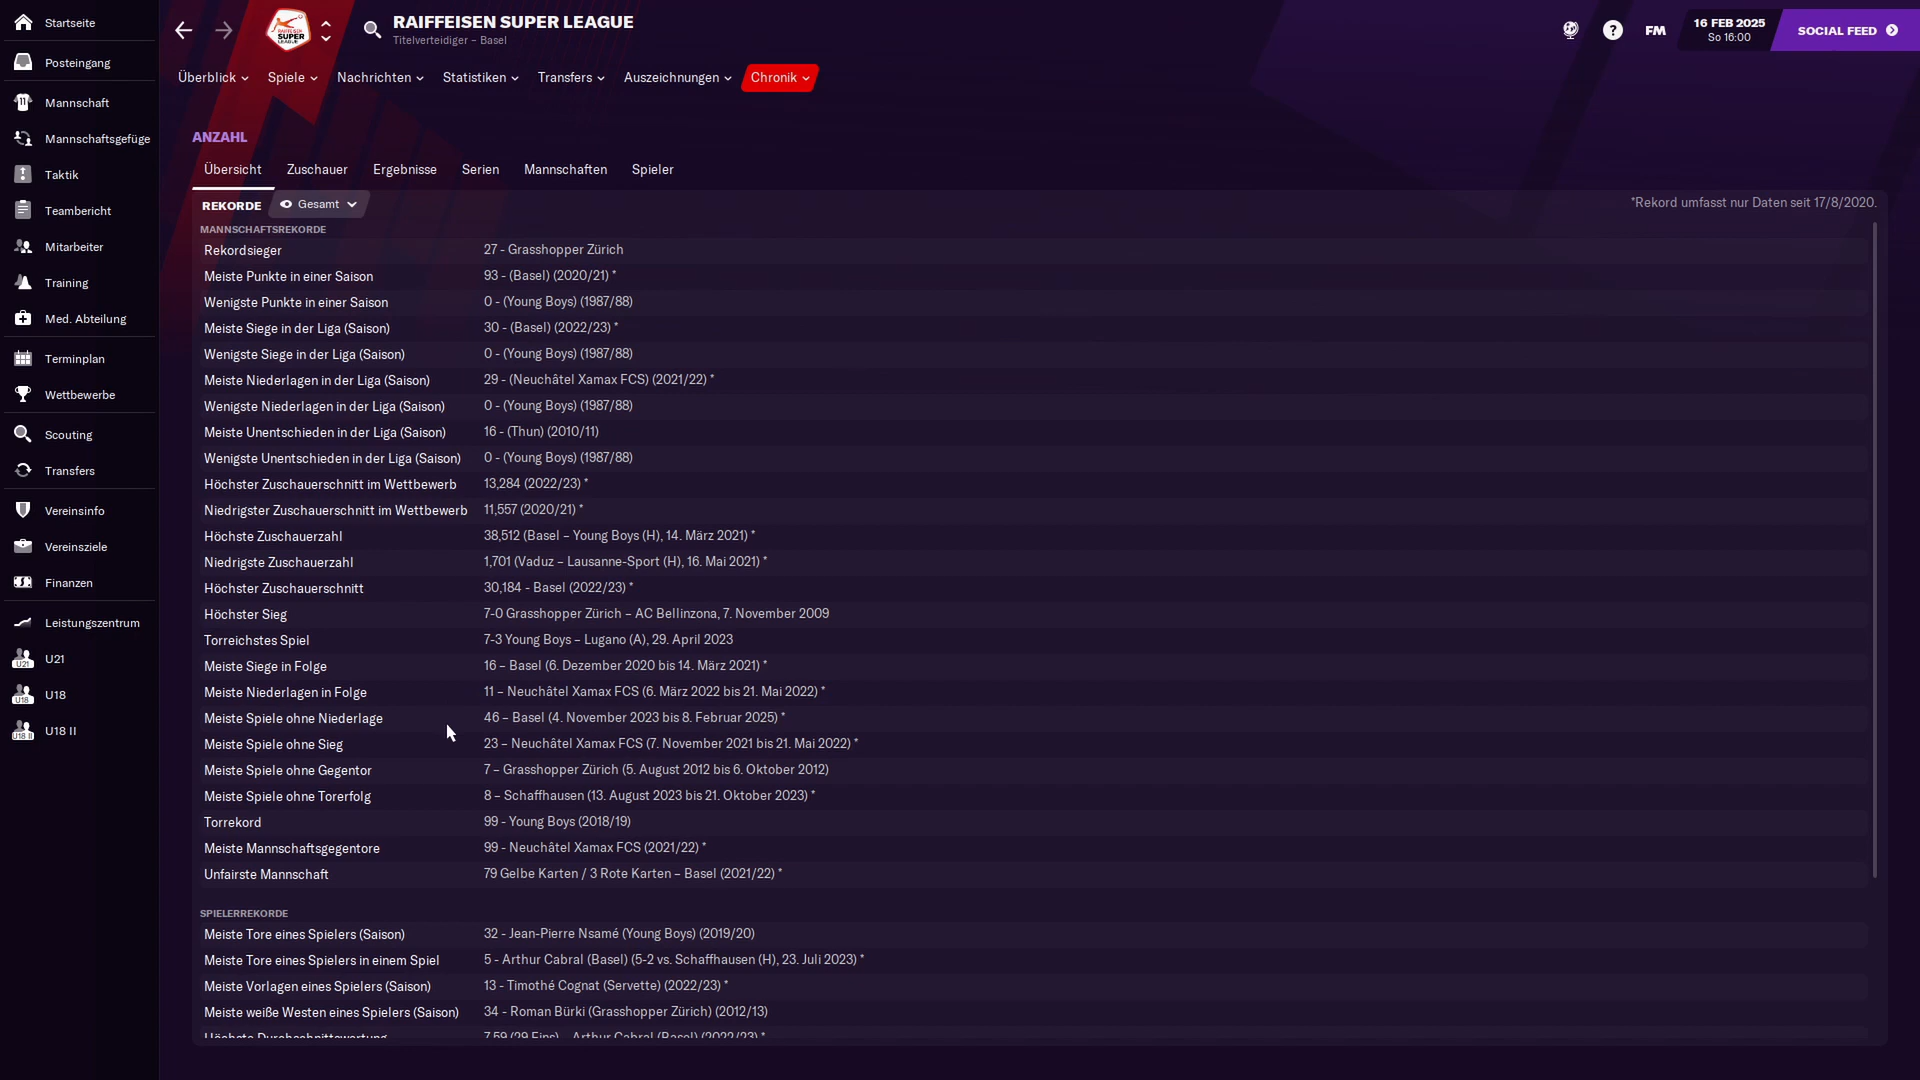 Startseite
Posteingang
Mannschaft
Mannschaftsgefüge
Taktik
Teambericht
Mitarbeiter
Training
Med. Abteilung
Terminplan
Wettbewerbe
Scouting
Transfers
Vereinsinfo
Vereinsziele
Finanzen
Leistungszentrum
U21
U18
U18 II
RAIFFEISEN SUPER LEAGUE
Titelverteidiger – Basel
FM
16 FEB 2025
So 16:00
SOCIAL FEED
Überblick
Spiele
Nachrichten
Statistiken
Transfers
Auszeichnungen
Chronik
ANZAHL
Übersicht
Zuschauer
Ergebnisse
Serien
Mannschaften
Spieler
REKORDE
Gesamt
*Rekord umfasst nur Daten seit 17/8/2020.
MANNSCHAFTSREKORDE
Rekordsieger 27 - Grasshopper Zürich
Meiste Punkte in einer Saison 93 - (Basel) (2020/21) *
Wenigste Punkte in einer Saison 0 - (Young Boys) (1987/88)
Meiste Siege in der Liga (Saison) 30 - (Basel) (2022/23) *
Wenigste Siege in der Liga (Saison) 0 - (Young Boys) (1987/88)
Meiste Niederlagen in der Liga (Saison) 29 - (Neuchâtel Xamax FCS) (2021/22) *
Wenigste Niederlagen in der Liga (Saison) 0 - (Young Boys) (1987/88)
Meiste Unentschieden in der Liga (Saison) 16 - (Thun) (2010/11)
Wenigste Unentschieden in der Liga (Saison) 0 - (Young Boys) (1987/88)
Höchster Zuschauerschnitt im Wettbewerb 13,284 (2022/23) *
Niedrigster Zuschauerschnitt im Wettbewerb 11,557 (2020/21) *
Höchste Zuschauerzahl 38,512 (Basel – Young Boys (H), 14. März 2021) *
Niedrigste Zuschauerzahl 1,701 (Vaduz – Lausanne-Sport (H), 16. Mai 2021) *
Höchster Zuschauerschnitt 30,184 - Basel (2022/23) *
Höchster Sieg 7-0 Grasshopper Zürich – AC Bellinzona, 7. November 2009
Torreichstes Spiel 7-3 Young Boys – Lugano (A), 29. April 2023
Meiste Siege in Folge 16 – Basel (6. Dezember 2020 bis 14. März 2021) *
Meiste Niederlagen in Folge 11 – Neuchâtel Xamax FCS (6. März 2022 bis 21. Mai 2022) *
Meiste Spiele ohne Niederlage 46 – Basel (4. November 2023 bis 8. Februar 2025) *
Meiste Spiele ohne Sieg 23 – Neuchâtel Xamax FCS (7. November 2021 bis 21. Mai 2022) *
Meiste Spiele ohne Gegentor 7 – Grasshopper Zürich (5. August 2012 bis 6. Oktober 2012)
Meiste Spiele ohne Torerfolg 8 – Schaffhausen (13. August 2023 bis 21. Oktober 2023) *
Torrekord 99 - Young Boys (2018/19)
Meiste Mannschaftsgegentore 99 - Neuchâtel Xamax FCS (2021/22) *
Unfairste Mannschaft 79 Gelbe Karten / 3 Rote Karten – Basel (2021/22) *
SPIELERREKORDE
Meiste Tore eines Spielers (Saison) 32 - Jean-Pierre Nsamé (Young Boys) (2019/20)
Meiste Tore eines Spielers in einem Spiel 5 - Arthur Cabral (Basel) (5-2 vs. Schaffhausen (H), 23. Juli 2023) *
Meiste Vorlagen eines Spielers (Saison) 13 - Timothé Cognat (Servette) (2022/23) *
Meiste weiße Westen eines Spielers (Saison) 34 - Roman Bürki (Grasshopper Zürich) (2012/13)
Höchste Durchschnittswertung 7.59 (29 Eins) – Arthur Cabral (Basel) (2022/23) *